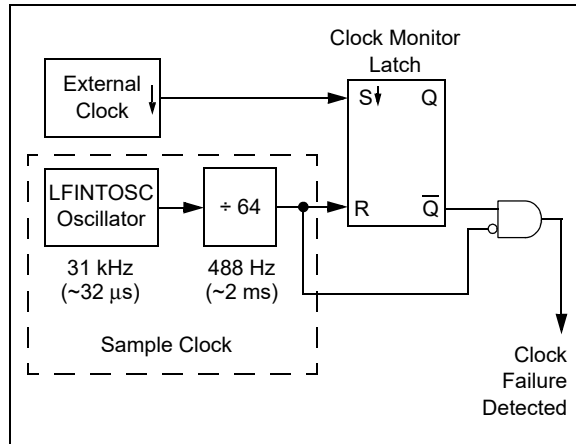 Clock Monitor
Latch
External
Clock
S
Q
LFINTOSC
Oscillator
÷ 64
R
Q̅
31 kHz
(~32 μs)
488 Hz
(~2 ms)
Sample Clock
Clock
Failure
Detected